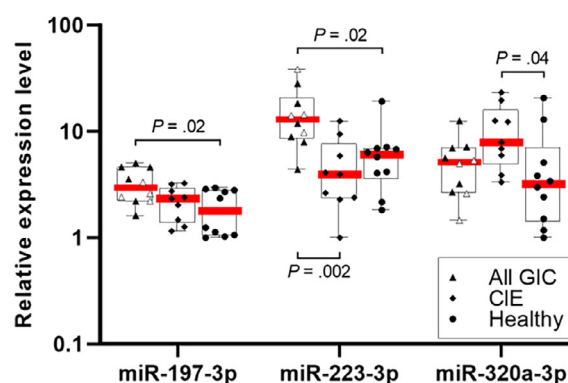 100
10
1
0.1
Relative expression level
P = .02
P = .02
P = .04
P = .002
All GIC
CIE
Healthy
miR-197-3p miR-223-3p miR-320a-3p